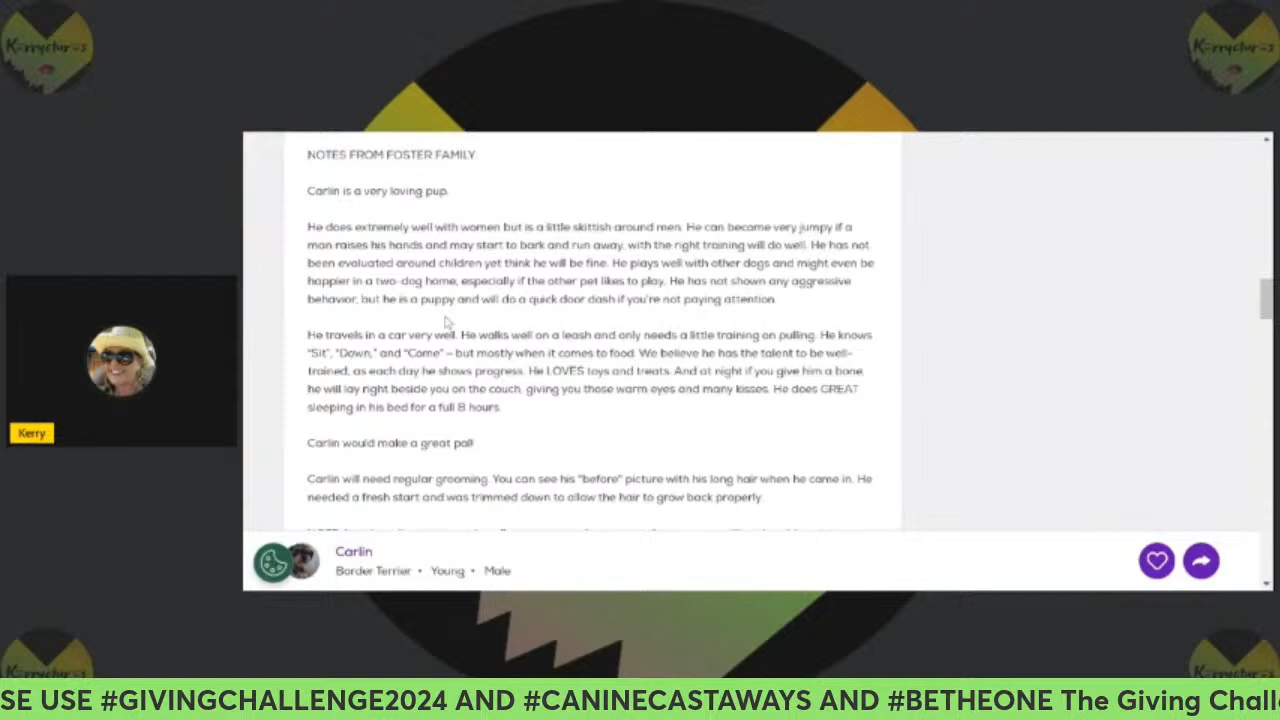 Kerryctures
Kerryctures
NOTES FROM FOSTER FAMILY
Carlin is a very loving pup.
He does extremely well with women but is a little skittish around men. He can become very jumpy if a
man raises his hands and may start to bark and run away, with the right training will do well. He has not
been evaluated around children yet think he will be fine. He plays well with other dogs and might even be
happier in a two-dog home, especially if the other pet likes to play. He has not shown any aggressive
behavior, but he is a puppy and will do a quick door dash if you're not paying attention.
He travels in a car very well. He walks well on a leash and only needs a little training on pulling. He knows
"Sit", "Down," and "Come" – but mostly when it comes to food. We believe he has the talent to be well-
trained, as each day he shows progress. He LOVES toys and treats. And at night if you give him a bone,
he will lay right beside you on the couch, giving you those warm eyes and many kisses. He does GREAT
sleeping in his bed for a full 8 hours.
Carlin would make a great pal!
Carlin will need regular grooming. You can see his "before" picture with his long hair when he came in. He
needed a fresh start and was trimmed down to allow the hair to grow back properly.
Kerry
Carlin
Border Terrier • Young • Male
SE USE #GIVINGCHALLENGE2024 AND #CANINECASTAWAYS AND #BETHEONE The Giving Chall